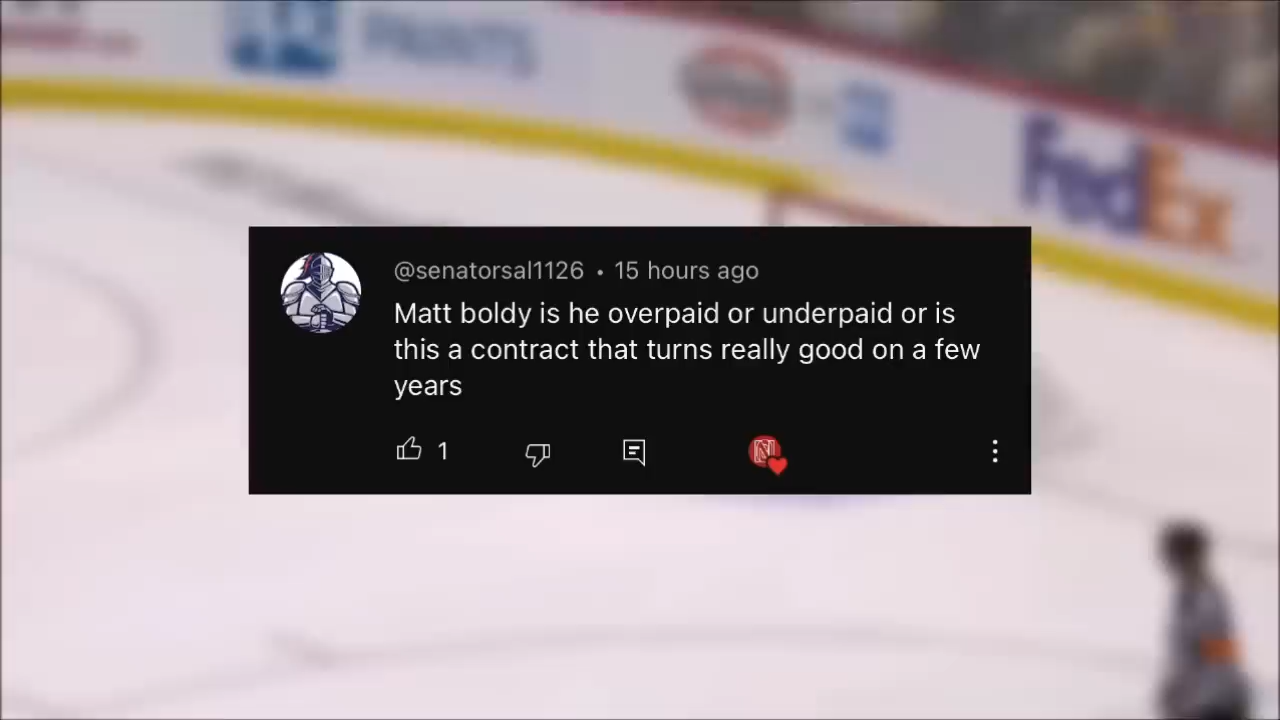 PAINTS
FedEx
@senatorsal1126 • 15 hours ago
Matt boldy is he overpaid or underpaid or is
this a contract that turns really good on a few
years
1